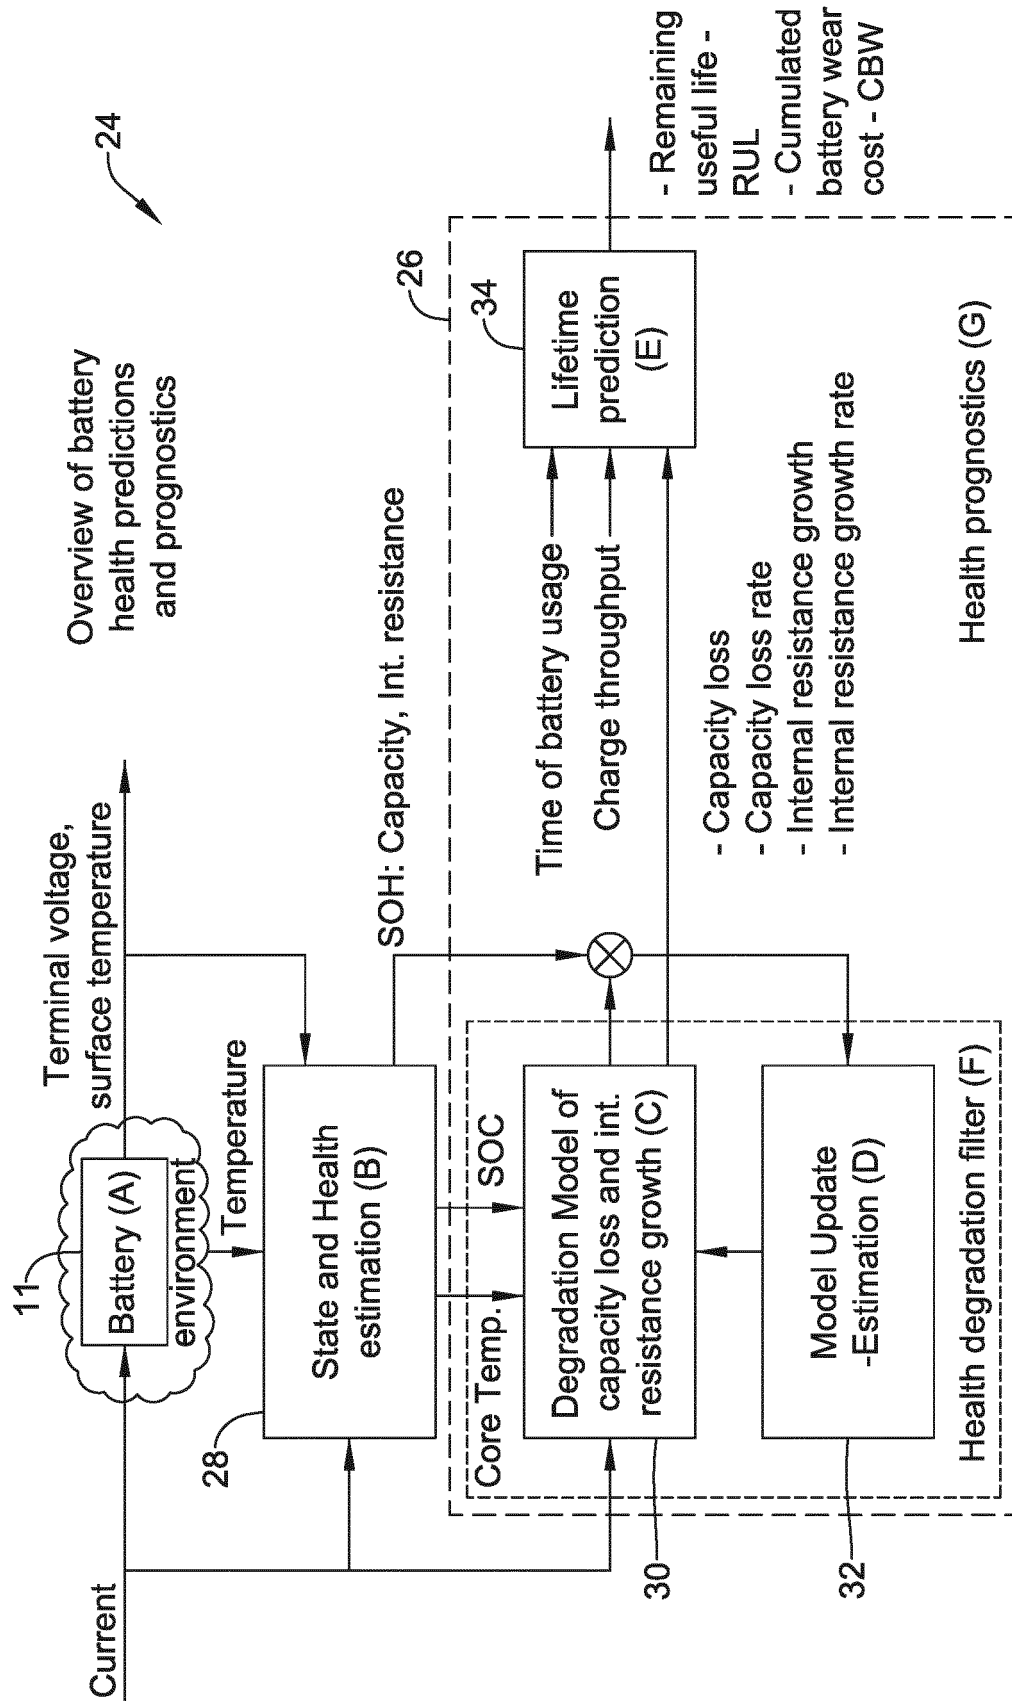 Overview of battery
health predictions
and prognostics
24
Current
11
Battery (A)
environment
Terminal voltage,
surface temperature
Temperature
28
State and Health
estimation (B)
SOH: Capacity, Int. resistance
26
Core Temp.
SOC
30
Degradation Model of
capacity loss and int.
resistance growth (C)
Time of battery usage
Charge throughput
34
Lifetime
prediction
(E)
- Remaining
useful life -
RUL
- Cumulated
battery wear
cost - CBW
- Capacity loss
- Capacity loss rate
- Internal resistance growth
- Internal resistance growth rate
32
Model Update
-Estimation (D)
Health degradation filter (F)
Health prognostics (G)